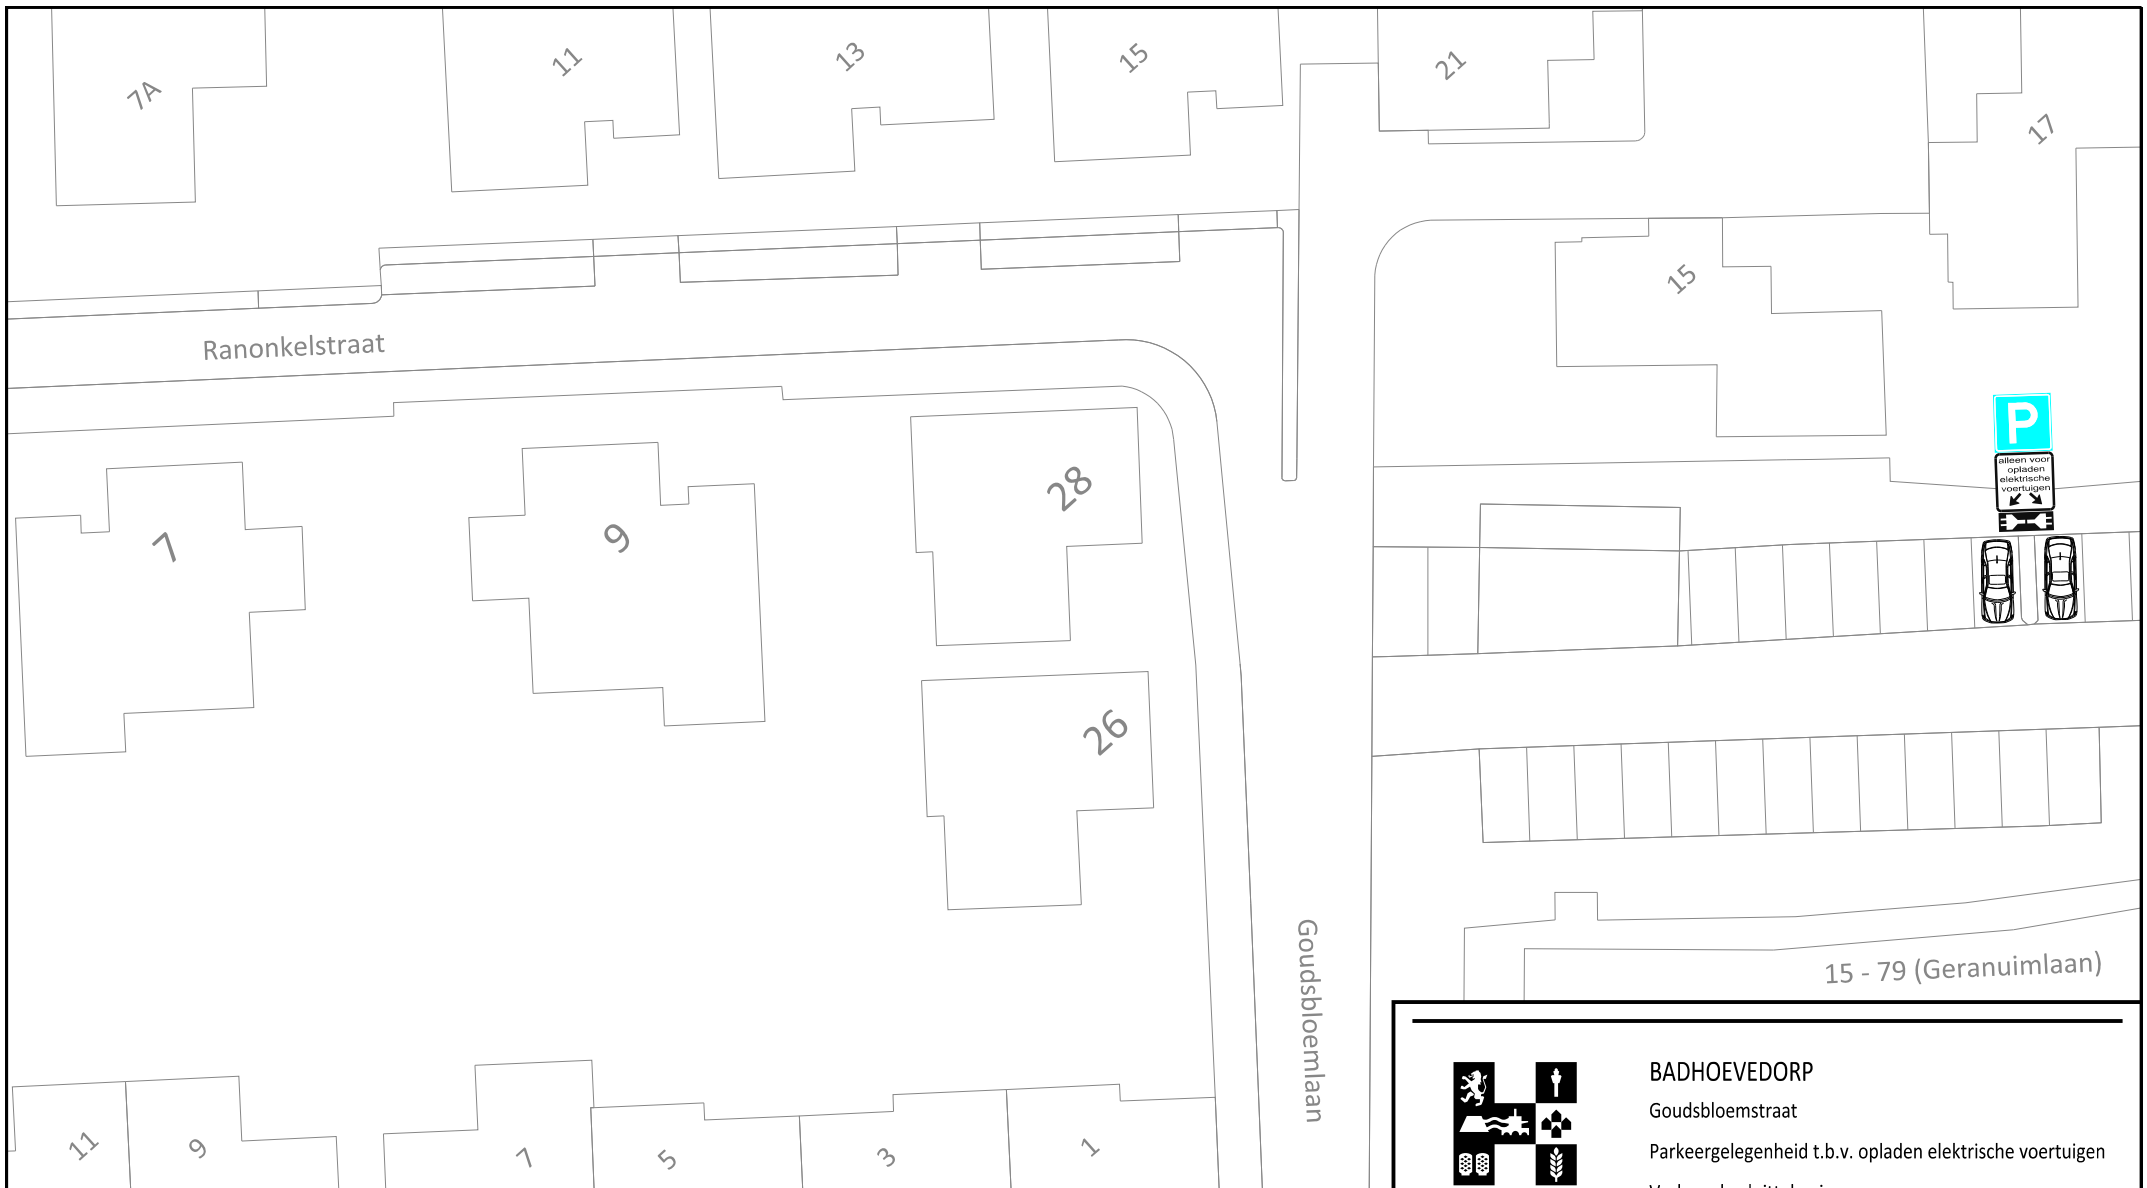 7A
11
13
15
21
17
15
Ranonkelstraat
P
alleen voor
opladen
elektrische
voertuigen
7
9
28
26
Goudsbloemlaan
15 - 79 (Geranuimlaan)
11
9
7
5
3
1
BADHOEVEDORP
Goudsbloemstraat
Parkeergelegenheid t.b.v. opladen elektrische voertuigen